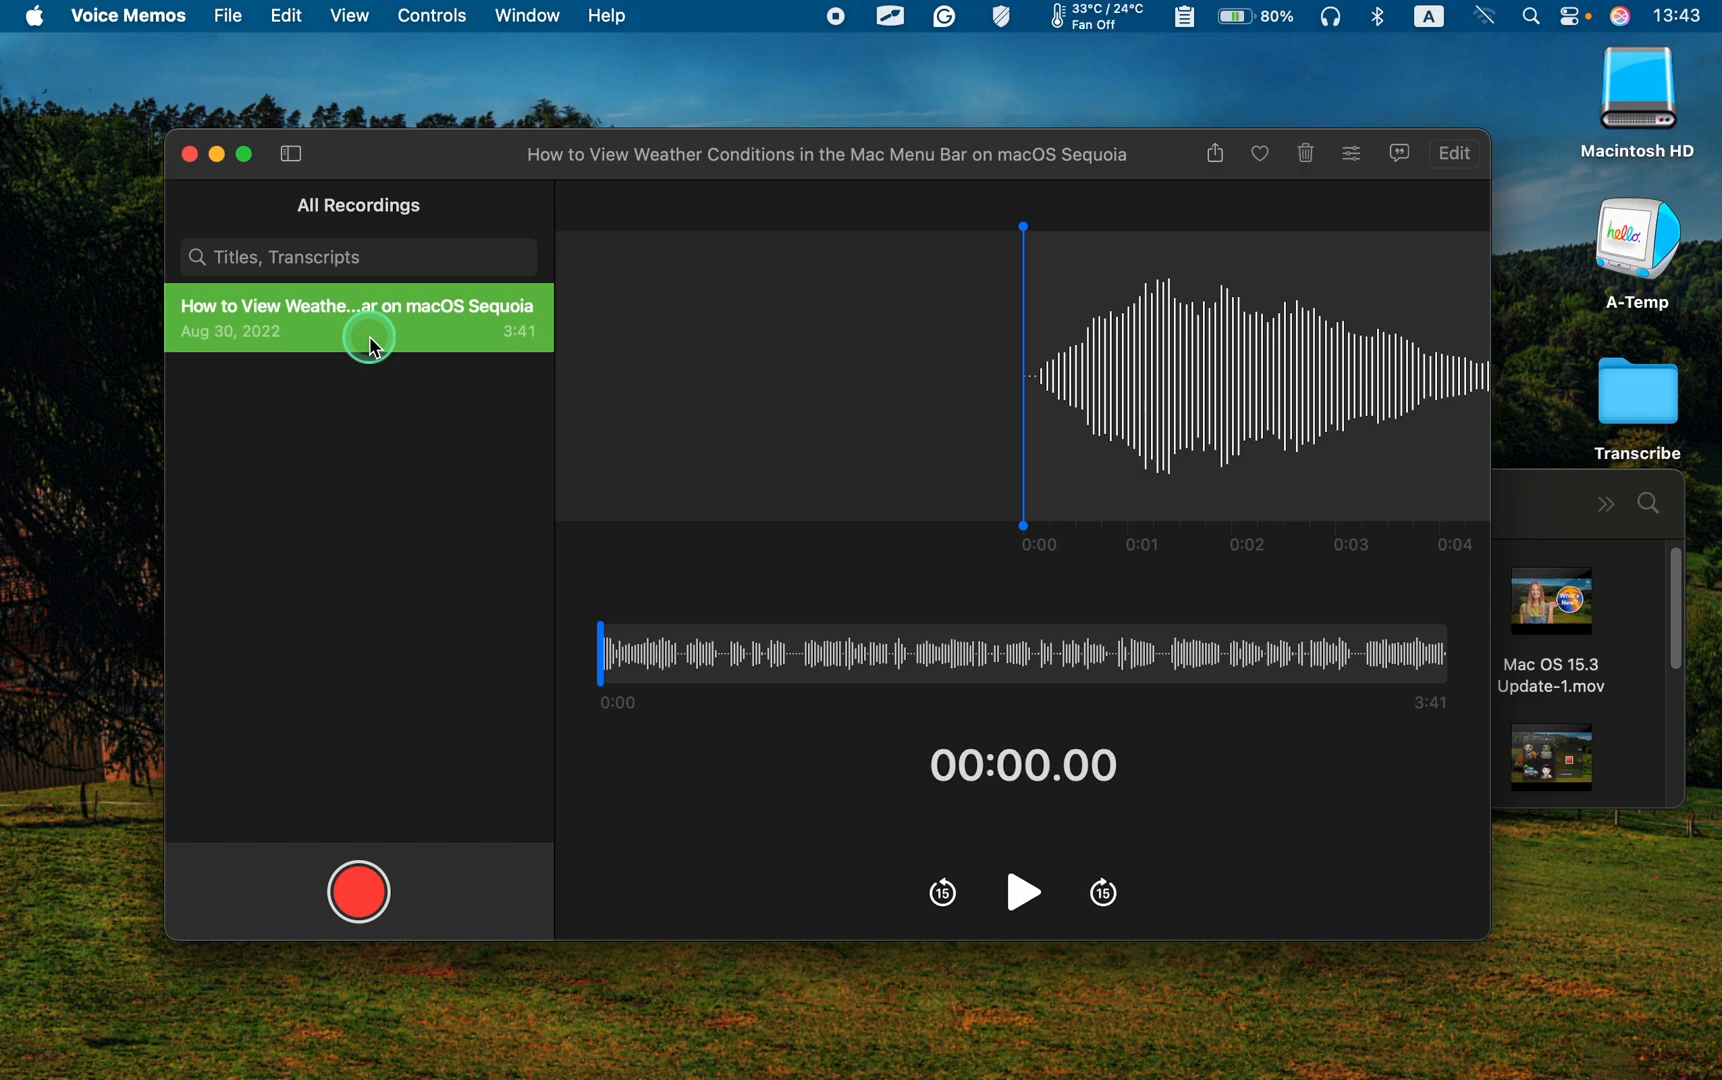 Voice Memos File Edit View Controls Window Help 33°C / 24°C Fan Off 80% A 13:43
Macintosh HD
hello.
A-Temp
Transcribe
How to View Weather Conditions in the Mac Menu Bar on macOS Sequoia Edit
All Recordings
Titles, Transcripts
How to View Weathe...ar on macOS Sequoia
Aug 30, 2022 3:41
0:00 0:01 0:02 0:03 0:04
0:00 3:41
00:00.00
15 15
What's
New?
Mac OS 15.3
Update-1.mov